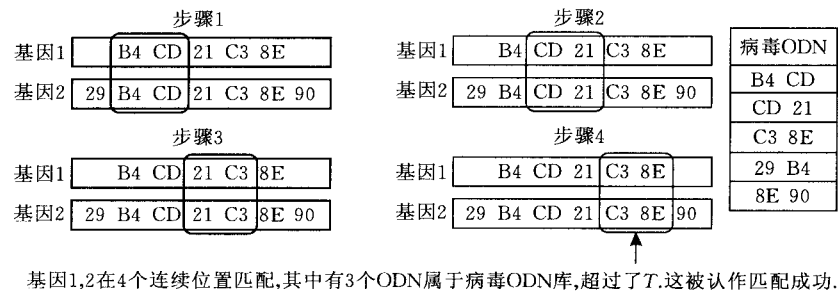 步骤1
基因1 B4 CD 21 C3 8E
基因2 29 B4 CD 21 C3 8E 90
步骤2
基因1 B4 CD 21 C3 8E
基因2 29 B4 CD 21 C3 8E 90
步骤3
基因1 B4 CD 21 C3 8E
基因2 29 B4 CD 21 C3 8E 90
步骤4
基因1 B4 CD 21 C3 8E
基因2 29 B4 CD 21 C3 8E 90
病毒ODN
B4 CD
CD 21
C3 8E
29 B4
8E 90
基因1,2在4个连续位置匹配,其中有3个ODN属于病毒ODN库,超过了T.这被认作匹配成功.